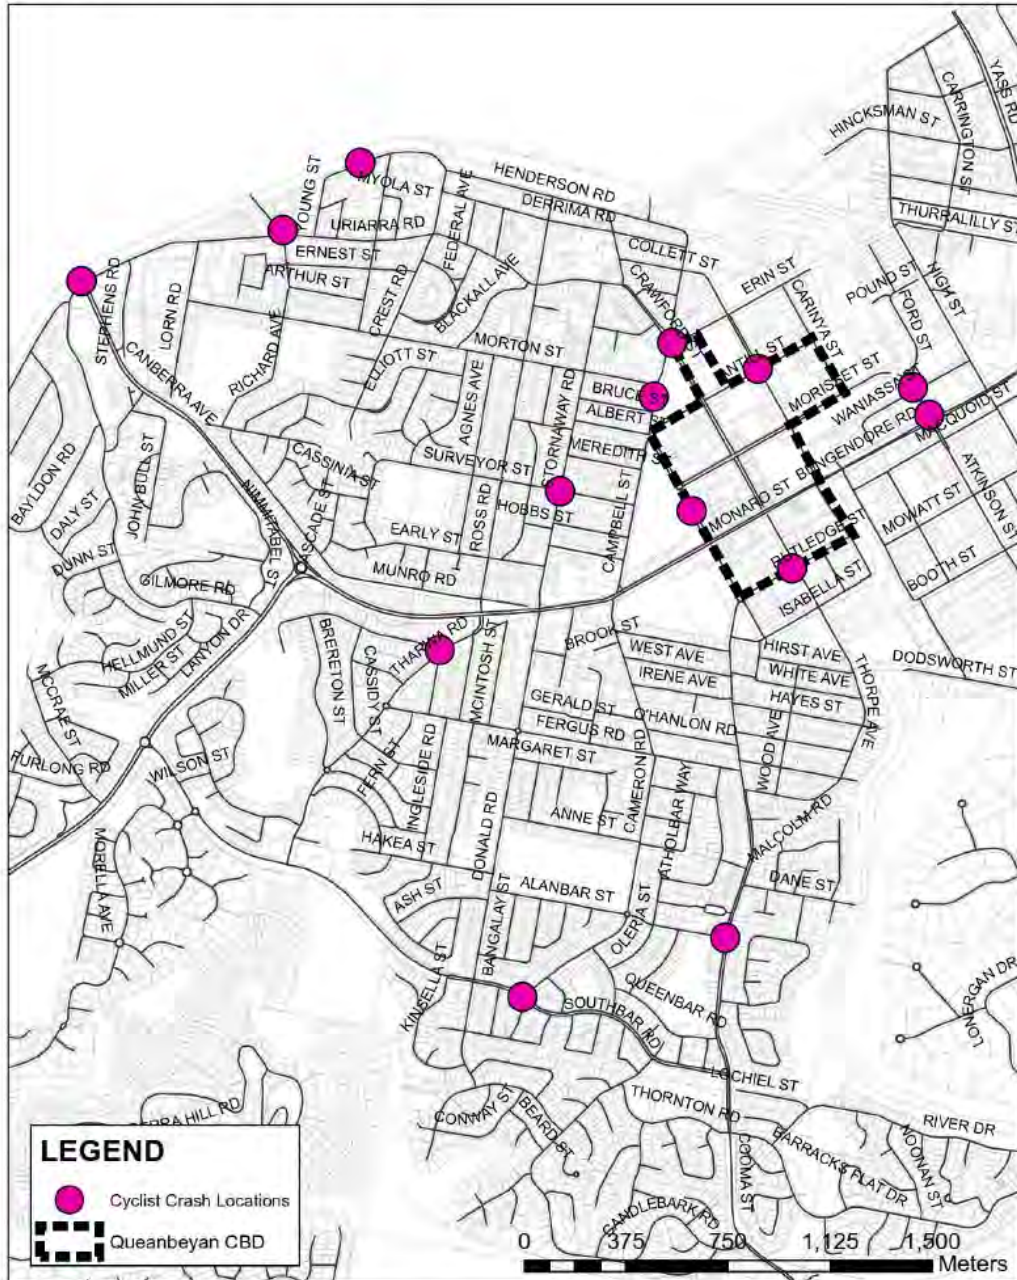 YASS RD
CARRINGTON ST
HINCKSMAN ST
THURRALILLY ST
HENDERSON RD
DERRIMA RD
COLLETT ST
YOUNG ST
MYOLA ST
URIARRA RD
ERNEST ST
ARTHUR ST
FEDERAL AVE
BLACKALL AVE
CREST RD
STEPHENS RD
LORN RD
CANBERRA AVE
RICHARD AVE
ELLIOTT ST
MORTON ST
AGNES AVE
STORNAWAY RD
ERIN ST
CARINYA ST
POUND ST
FORD ST
HIGH ST
MORISSET ST
BUNGENDORE RD
MACQUOID ST
ATKINSON ST
MOWATT ST
BOOTH ST
DODSWORTH ST
BRUCE ST
MEREDITH ST
CAMPBELL ST
SURVEYOR ST
HOBBS ST
CASSINIA ST
EARLY ST
MUNRO RD
ROSS RD
MONARO ST
RUTLEDGE ST
ISABELLA ST
BAYLDON RD
DALY ST
JOHN BULL ST
DUNN ST
GILMORE RD
NIMMITABEL ST
HELLMUND ST
MILLER ST
LANYON DR
MCCRAE ST
FURLONG RD
WILSON ST
BRERETON ST
CASSIDY ST
THARWA RD
MCINTOSH ST
BROOK ST
WEST AVE
IRENE AVE
HIRST AVE
WHITE AVE
HAYES ST
THORPE AVE
GERALD ST
FERGUS RD
O'HANLON RD
MARGARET ST
WOOD AVE
FERN ST
INGLESIDE RD
CAMERON RD
ATHOLBAR WAY
ANNE ST
DONALD RD
HAKEA ST
MALCOLM RD
DANE ST
ASH ST
ALANBAR ST
OLERIA ST
MORELLA AVE
BANGALAY ST
KINSELLA ST
QUEENBAR RD
SOUTHBAR RD
LONERGAN DR
LOCHIEL ST
THORNTON RD
RIVER DR
CONWAY ST
BEARD ST
COOMA ST
BARRACKS FLAT DR
NOONAN ST
CANDLEBARK RD
HILL RD
LEGEND
Cyclist Crash Locations
Queanbeyan CBD
0 375 750 1,125 1,500
Meters